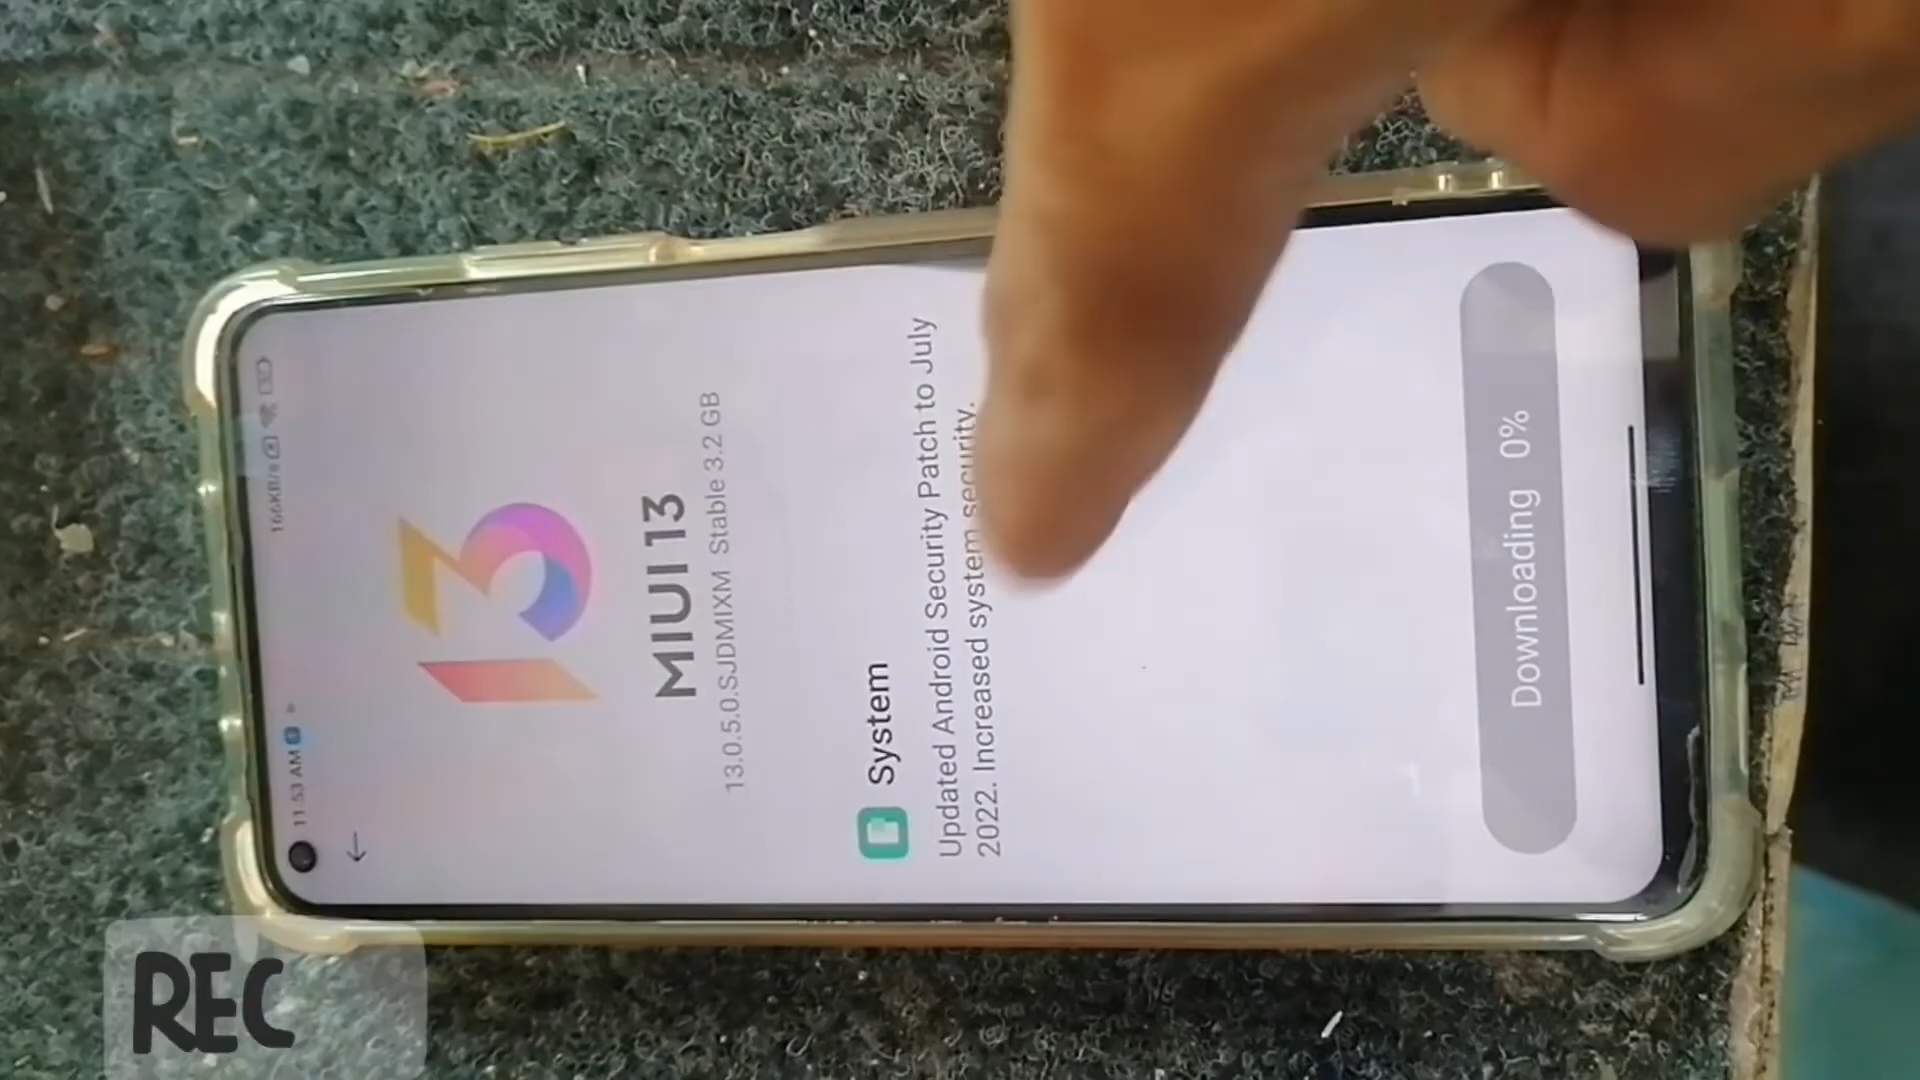 11:53 AM
166KB/s
13
MIUI 13
13.0.5.0.SJDMIXM Stable 3.2 GB
System
Updated Android Security Patch to July
2022. Increased system security.
Downloading 0%
REC